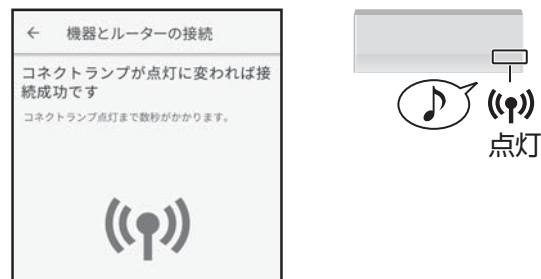 ← 機器とルーターの接続
コネクトランプが点灯に変われば接
続成功です
コネクトランプ点灯まで数秒がかかります。
点灯